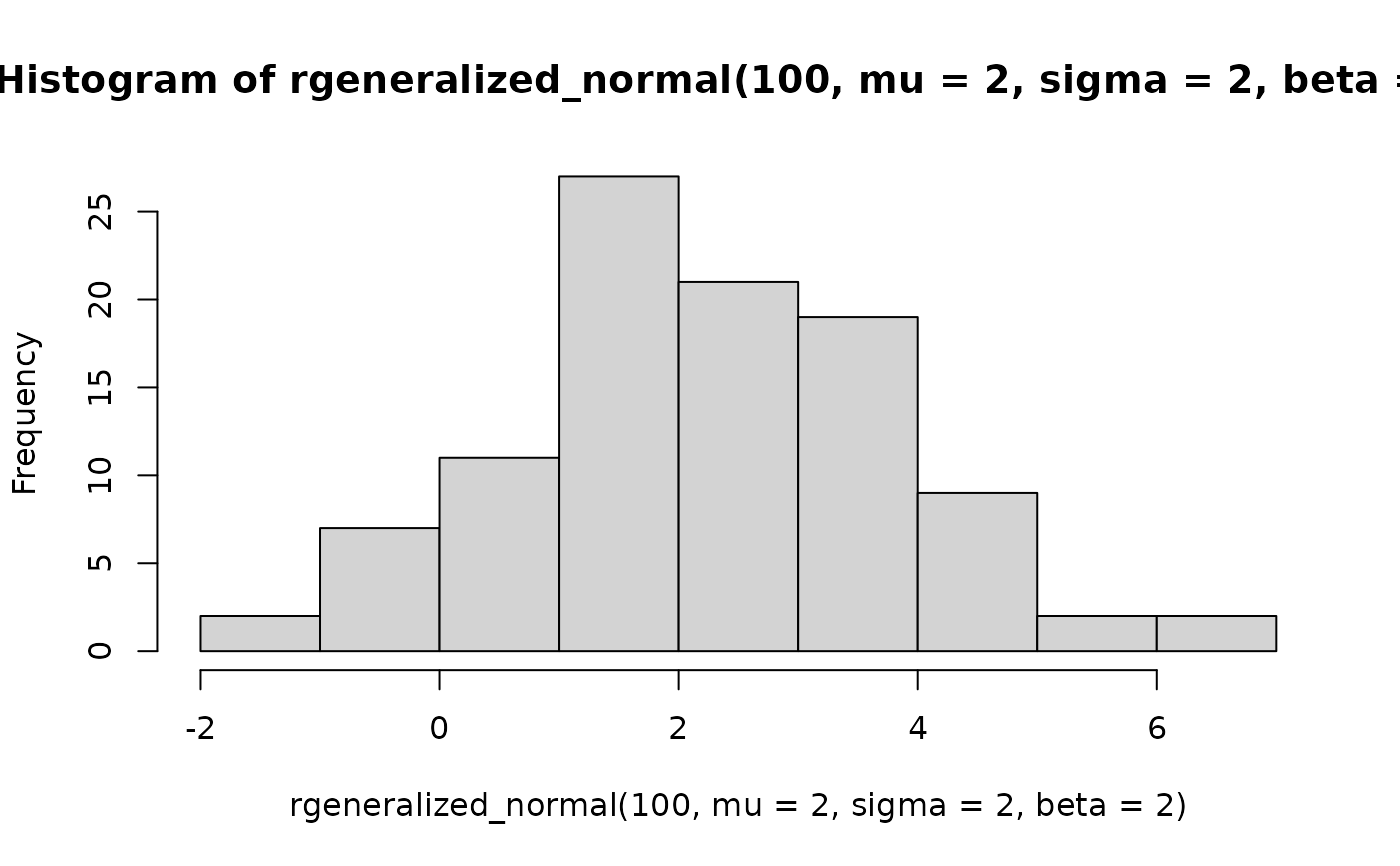 Histogram of rgeneralized_normal(100, mu = 2, sigma = 2, beta =
Frequency
25
20
15
10
5
0
-2 0 2 4 6
rgeneralized_normal(100, mu = 2, sigma = 2, beta = 2)